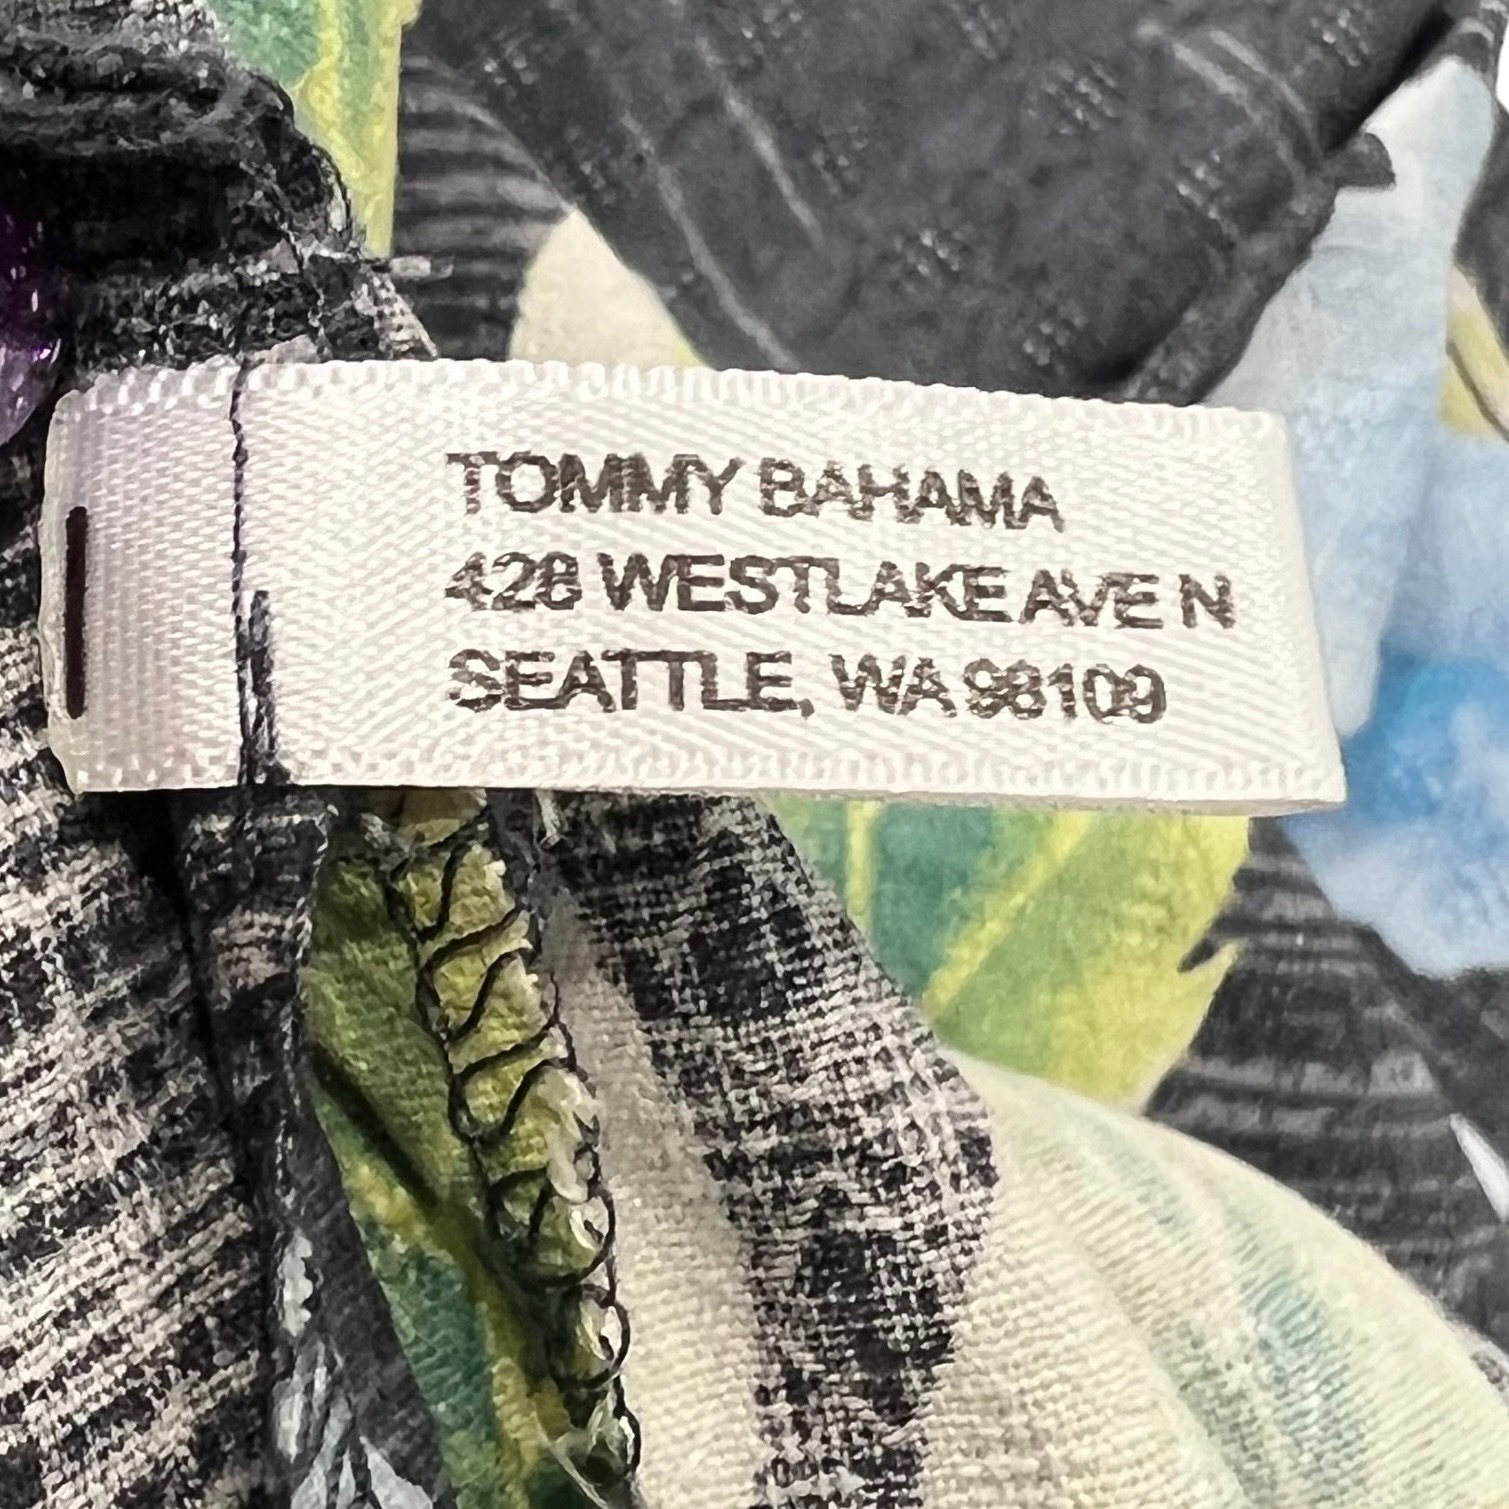 TOMMY BAHAMA
428 WESTLAKE AVE N
SEATTLE, WA 98109